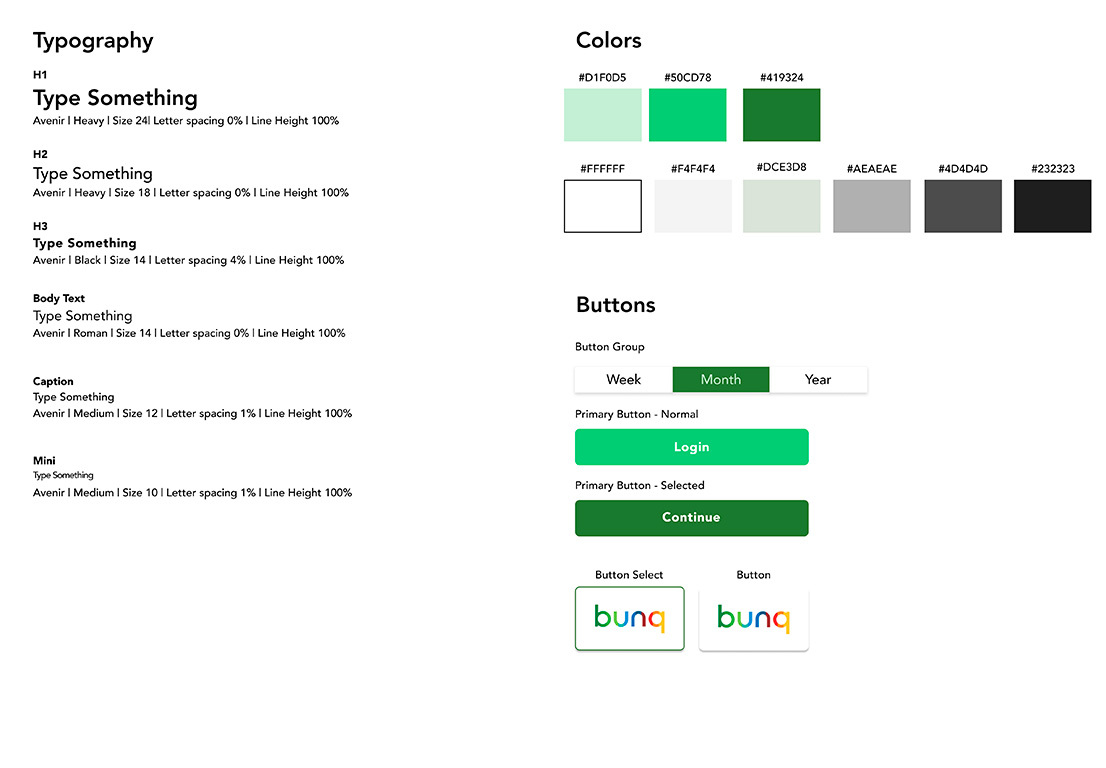 Typography
H1
Type Something
Avenir | Heavy | Size 24| Letter spacing 0% | Line Height 100%
H2
Type Something
Avenir | Heavy | Size 18 | Letter spacing 0% | Line Height 100%
H3
Type Something
Avenir | Black | Size 14 | Letter spacing 4% | Line Height 100%
Body Text
Type Something
Avenir | Roman | Size 14 | Letter spacing 0% | Line Height 100%
Caption
Type Something
Avenir | Medium | Size 12 | Letter spacing 1% | Line Height 100%
Mini
Type Something
Avenir | Medium | Size 10 | Letter spacing 1% | Line Height 100%
Colors
#D1F0D5 #50CD78 #419324
#FFFFFF #F4F4F4 #DCE3D8 #AEAEAE #4D4D4D #232323
Buttons
Button Group
Week Month Year
Primary Button - Normal
Login
Primary Button - Selected
Continue
Button Select Button
bunq bunq